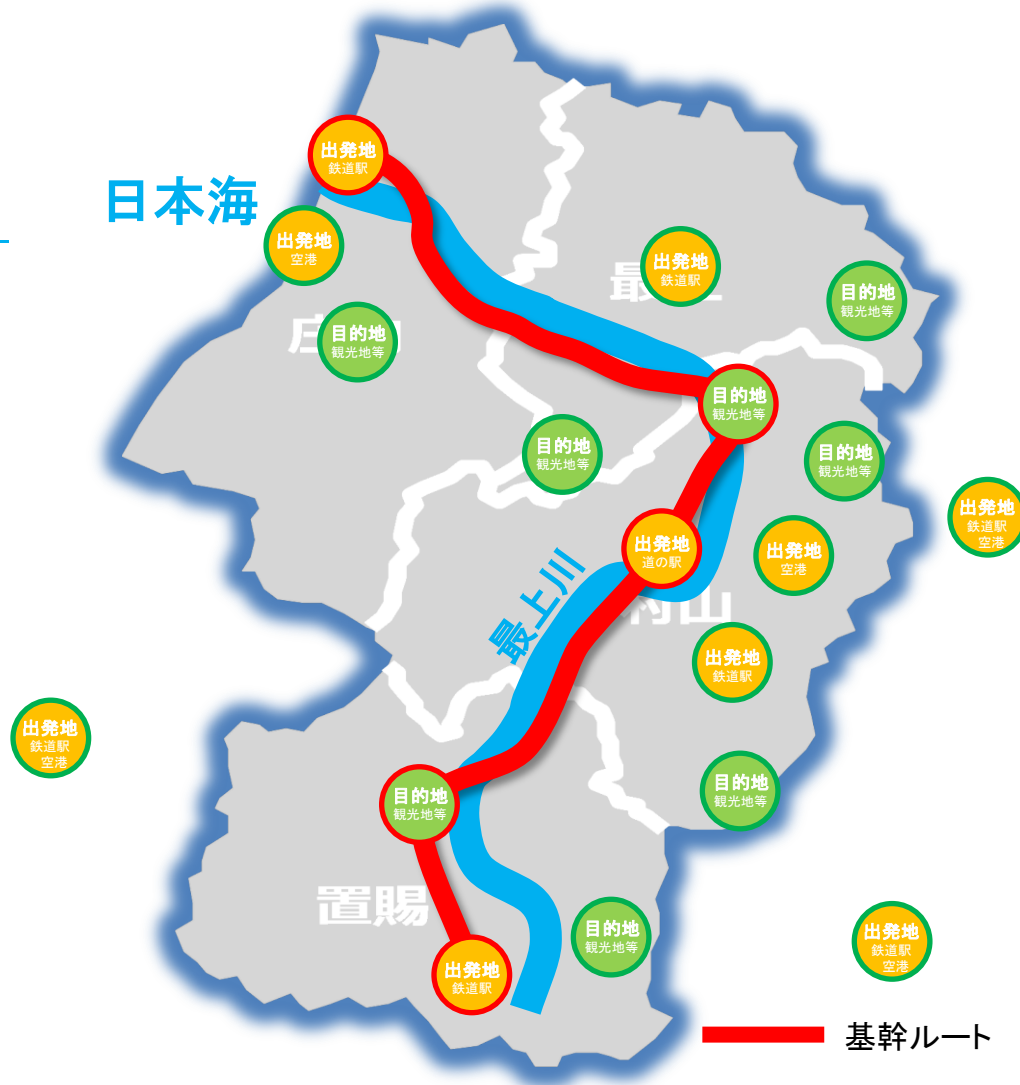 出発地
鉄道駅
日本海
出発地
空港
出発地
鉄道駅
目的地
観光地等
目的地
観光地等
目的地
観光地等
目的地
観光地等
目的地
観光地等
出発地
鉄道駅
空港
出発地
道の駅
出発地
空港
最上川
村山
出発地
鉄道駅
出発地
鉄道駅
空港
目的地
観光地等
目的地
観光地等
置賜
目的地
観光地等
出発地
鉄道駅
空港
出発地
鉄道駅
基幹ルート